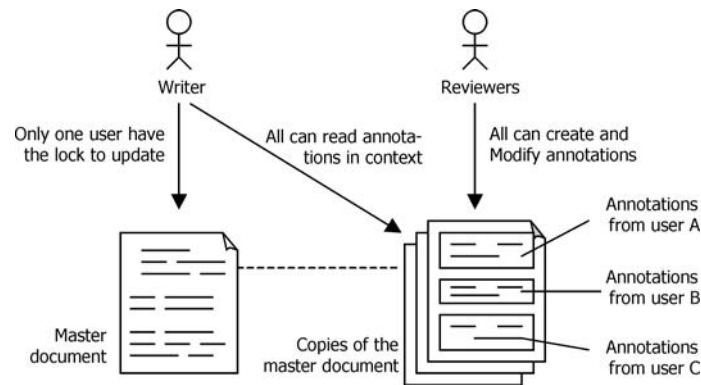 Writer
Reviewers
Only one user have
the lock to update
All can read annota-
tions in context
All can create and
Modify annotations
Annotations
from user A
Annotations
from user B
Annotations
from user C
Master
document
Copies of the
master document